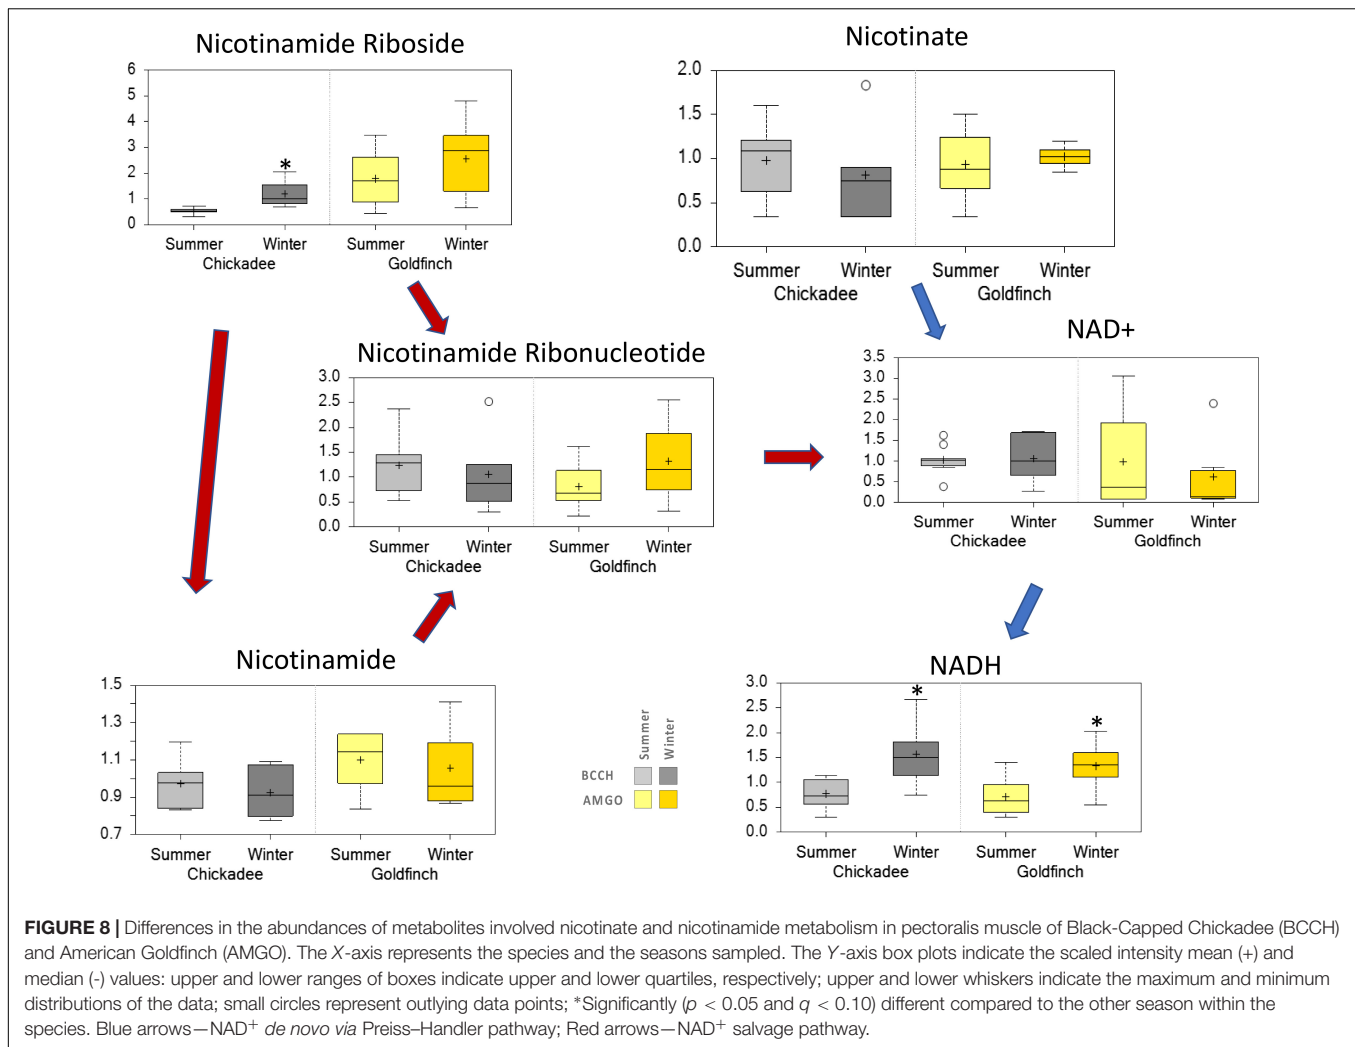 Nicotinamide Riboside
6
5
4
3
2
1
0
*
Summer Winter Summer Winter
Chickadee Goldfinch
Nicotinate
2.0
1.5
1.0
0.5
0.0
Summer Winter Summer Winter
Chickadee Goldfinch
Nicotinamide Ribonucleotide
3.0
2.5
2.0
1.5
1.0
0.5
0.0
Summer Winter Summer Winter
Chickadee Goldfinch
NAD+
3.5
3.0
2.5
2.0
1.5
1.0
0.5
0.0
Summer Winter Summer Winter
Chickadee Goldfinch
Nicotinamide
1.5
1.3
1.1
0.9
0.7
Summer Winter Summer Winter
Chickadee Goldfinch
Summer Winter
BCCH
AMGO
NADH
3.0
2.5
2.0
1.5
1.0
0.5
0.0
* *
Summer Winter Summer Winter
Chickadee Goldfinch
FIGURE 8 | Differences in the abundances of metabolites involved nicotinate and nicotinamide metabolism in pectoralis muscle of Black-Capped Chickadee (BCCH)
and American Goldfinch (AMGO). The X-axis represents the species and the seasons sampled. The Y-axis box plots indicate the scaled intensity mean (+) and
median (-) values: upper and lower ranges of boxes indicate upper and lower quartiles, respectively; upper and lower whiskers indicate the maximum and minimum
distributions of the data; small circles represent outlying data points; *Significantly (p < 0.05 and q < 0.10) different compared to the other season within the
species. Blue arrows—NAD+ de novo via Preiss–Handler pathway; Red arrows—NAD+ salvage pathway.